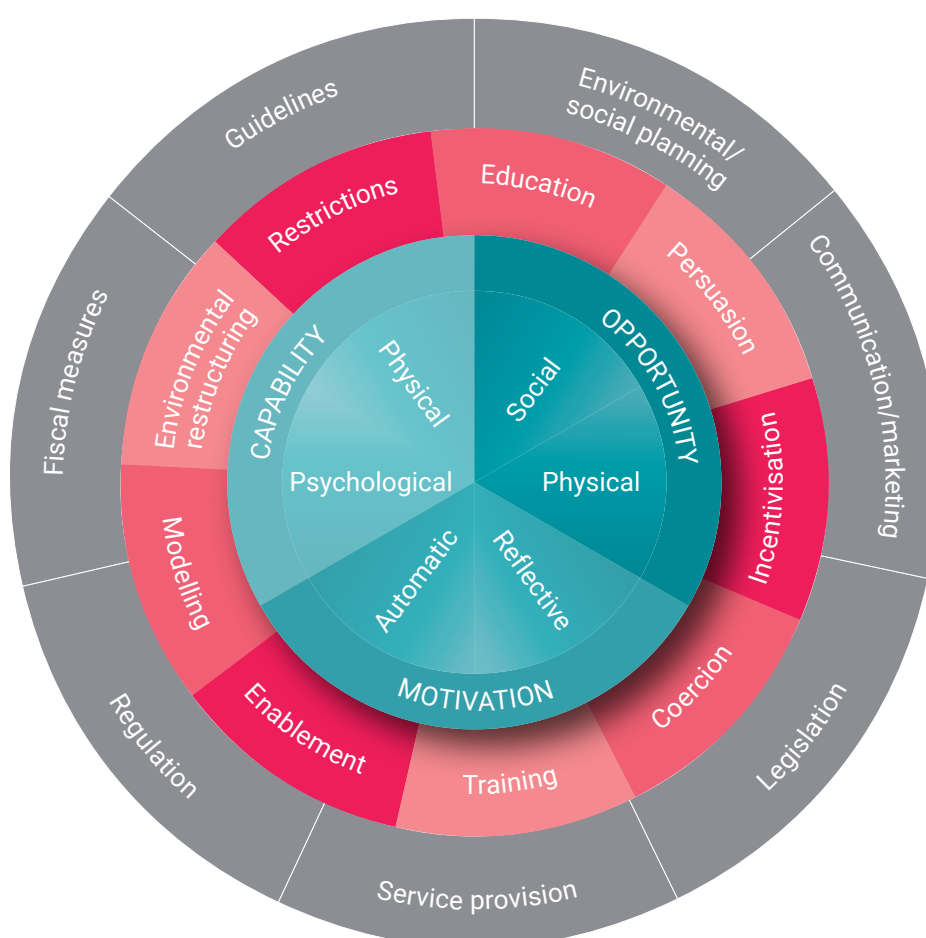 Guidelines
Environmental/
social planning
Communication/marketing
Legislation
Service provision
Regulation
Fiscal measures
Restrictions
Education
Persuasion
Incentivisation
Coercion
Training
Enablement
Modelling
Environmental
restructuring
CAPABILITY
OPPORTUNITY
MOTIVATION
Physical
Social
Physical
Reflective
Automatic
Psychological